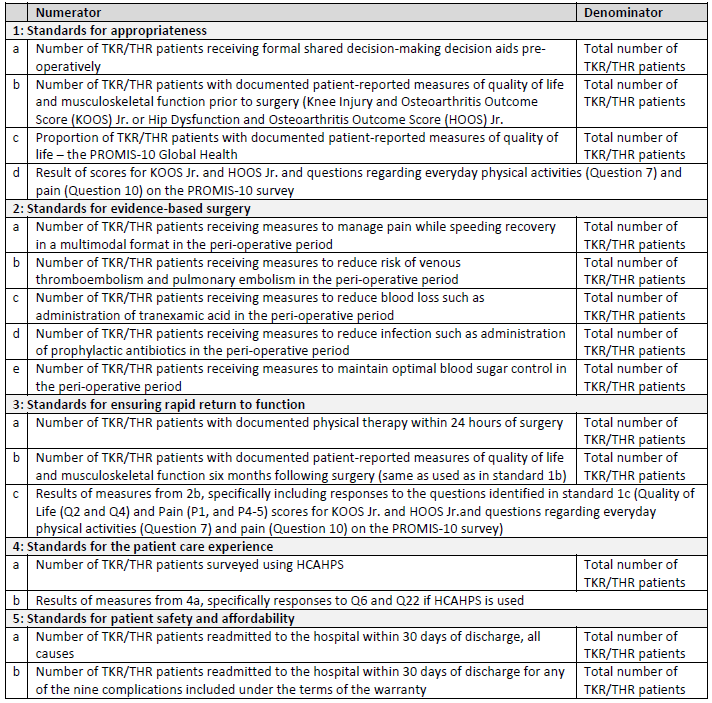 Numerator Denominator
1: Standards for appropriateness
a Number of TKR/THR patients receiving formal shared decision-making decision aids pre- Total number of
operatively TKR/THR patients
b Number of TKR/THR patients with documented patient-reported measures of quality of life Total number of
and musculoskeletal function prior to surgery (Knee Injury and Osteoarthritis Outcome TKR/THR patients
Score (KOOS) Jr. or Hip Dysfunction and Osteoarthritis Outcome Score (HOOS) Jr.
c Proportion of TKR/THR patients with documented patient-reported measures of quality of Total number of
life – the PROMIS-10 Global Health TKR/THR patients
d Result of scores for KOOS Jr. and HOOS Jr. and questions regarding everyday physical activities (Question 7) and
pain (Question 10) on the PROMIS-10 survey
2: Standards for evidence-based surgery
a Number of TKR/THR patients receiving measures to manage pain while speeding recovery Total number of
in a multimodal format in the peri-operative period TKR/THR patients
b Number of TKR/THR patients receiving measures to reduce risk of venous Total number of
thromboembolism and pulmonary embolism in the peri-operative period TKR/THR patients
c Number of TKR/THR patients receiving measures to reduce blood loss such as Total number of
administration of tranexamic acid in the peri-operative period TKR/THR patients
d Number of TKR/THR patients receiving measures to reduce infection such as administration Total number of
of prophylactic antibiotics in the peri-operative period TKR/THR patients
e Number of TKR/THR patients receiving measures to maintain optimal blood sugar control in Total number of
the peri-operative period TKR/THR patients
3: Standards for ensuring rapid return to function
a Number of TKR/THR patients with documented physical therapy within 24 hours of surgery Total number of
TKR/THR patients
b Number of TKR/THR patients with documented patient-reported measures of quality of life Total number of
and musculoskeletal function six months following surgery (same as used as in standard 1b) TKR/THR patients
c Results of measures from 2b, specifically including responses to the questions identified in standard 1c (Quality of
Life (Q2 and Q4) and Pain (P1, and P4-5) scores for KOOS Jr. and HOOS Jr.and questions regarding everyday
physical activities (Question 7) and pain (Question 10) on the PROMIS-10 survey)
4: Standards for the patient care experience
a Number of TKR/THR patients surveyed using HCAHPS Total number of
TKR/THR patients
b Results of measures from 4a, specifically responses to Q6 and Q22 if HCAHPS is used
5: Standards for patient safety and affordability
a Number of TKR/THR patients readmitted to the hospital within 30 days of discharge, all Total number of
causes TKR/THR patients
b Number of TKR/THR patients readmitted to the hospital within 30 days of discharge for any Total number of
of the nine complications included under the terms of the warranty TKR/THR patients